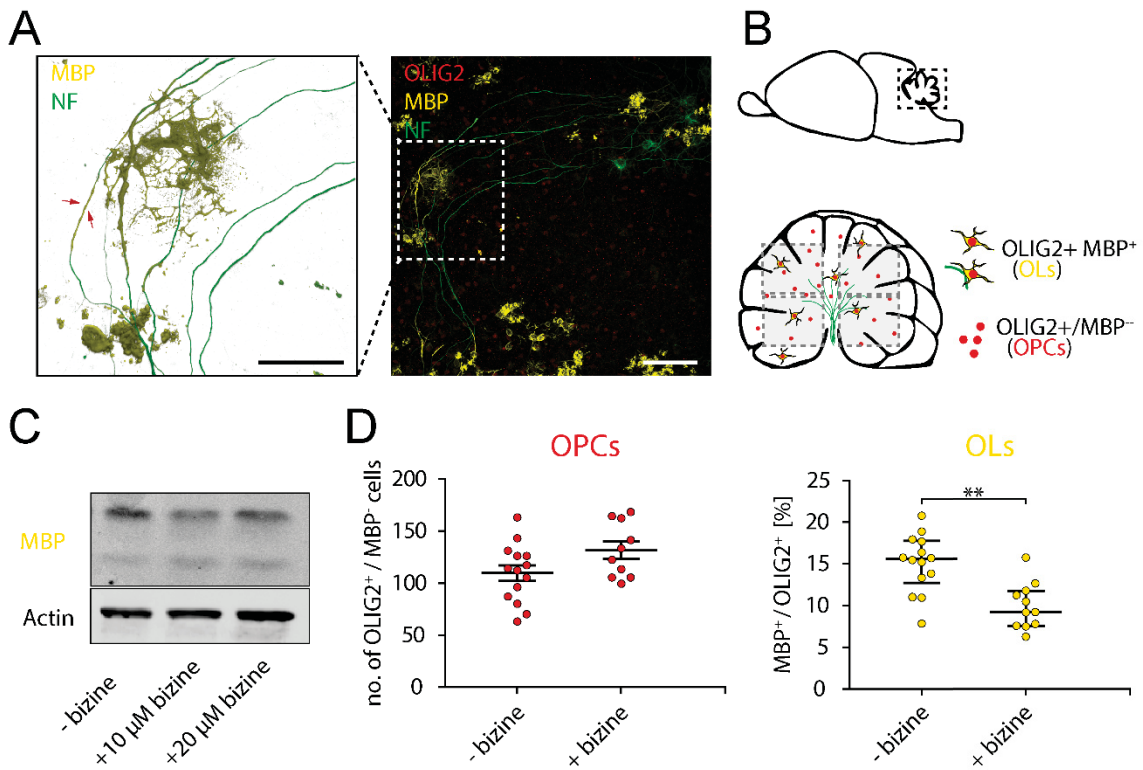 A
MBP
NF
OLIG2
MBP
NF
B
OLIG2+ MBP⁺
(OLs)
OLIG2+/MBP⁻⁻
(OPCs)
C
MBP
Actin
- bizine
+10 µM bizine
+20 µM bizine
D
OPCs
no. of OLIG2⁺ / MBP⁻ cells
200
150
100
50
0
- bizine
+ bizine
OLs
MBP⁺ / OLIG2⁺ [%]
25
20
15
10
5
0
**
- bizine
+ bizine